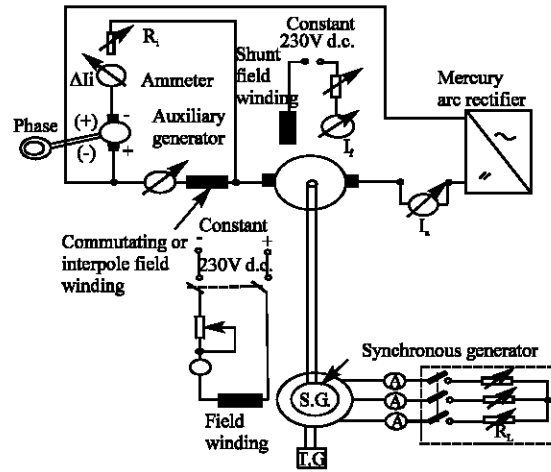 R_i
Constant
230V d.c.
Shunt
field
winding
ΔIi
Ammeter
Mercury
arc rectifier
Auxiliary
generator
Phase
(+)
-
(-)
+
I_f
Commutating or
interpole field
winding
Constant
- +
230V d.c.
I_a
Synchronous generator
S.G.
A
A
A
R_L
Field
winding
T.G